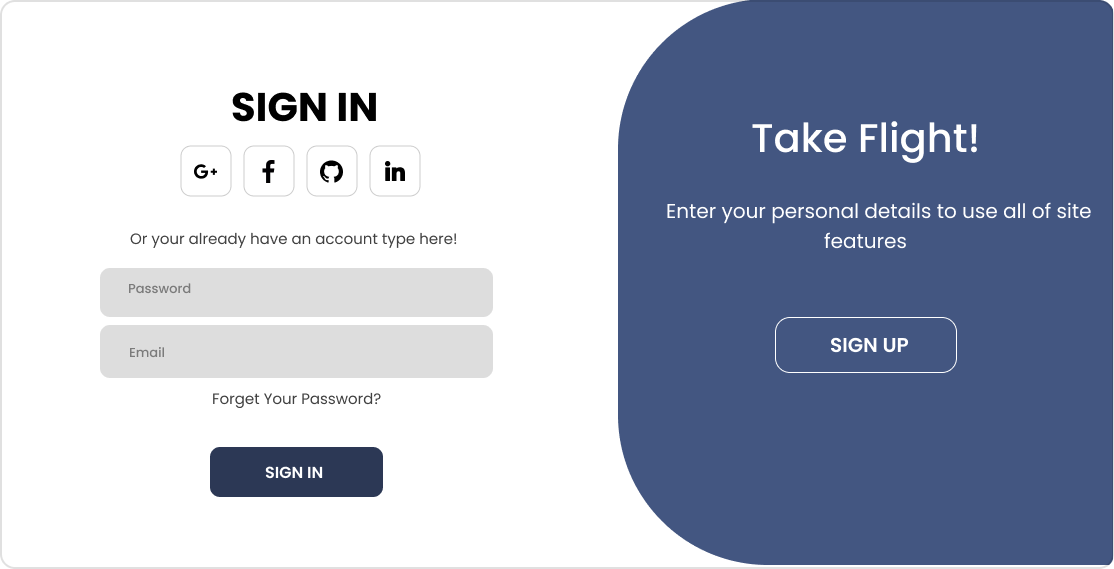 SIGN IN
G+
f
in
Or your already have an account type here!
Password
Email
Forget Your Password?
SIGN IN
Take Flight!
Enter your personal details to use all of site
features
SIGN UP